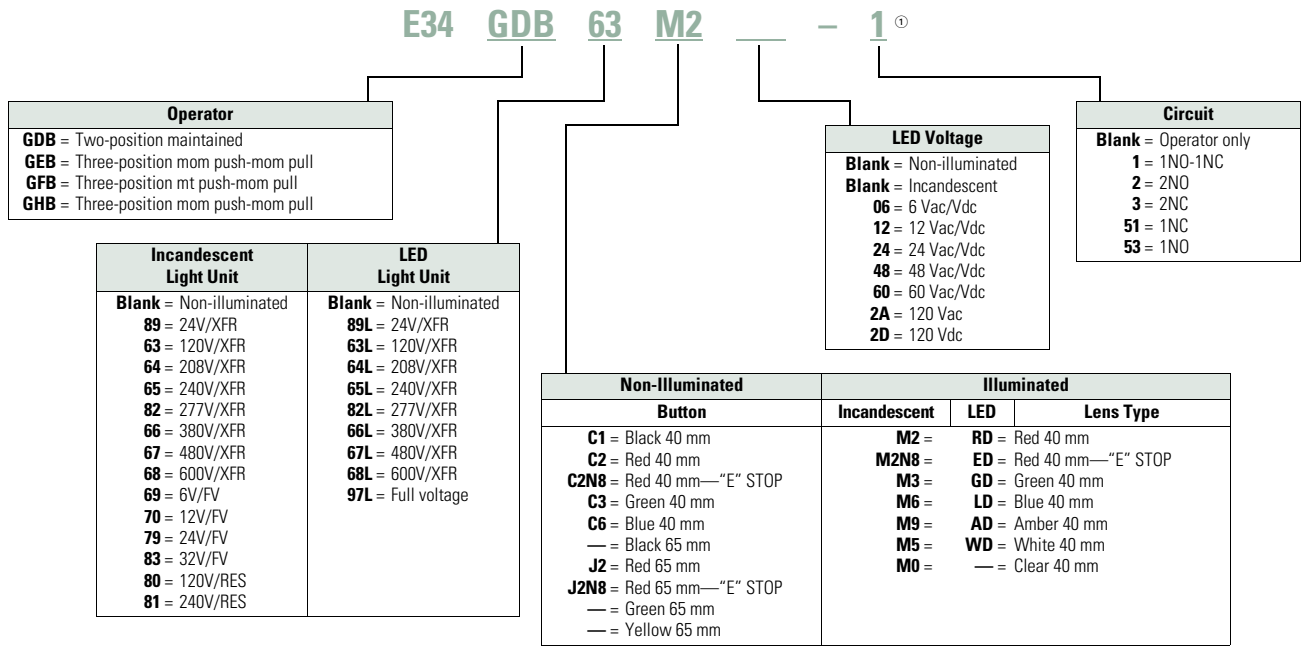 E34 GDB 63 M2 ___ – 1 ①
Operator
GDB = Two-position maintained
GEB = Three-position mom push-mom pull
GFB = Three-position mt push-mom pull
GHB = Three-position mom push-mom pull
Incandescent Light Unit
Blank = Non-illuminated
89 = 24V/XFR
63 = 120V/XFR
64 = 208V/XFR
65 = 240V/XFR
82 = 277V/XFR
66 = 380V/XFR
67 = 480V/XFR
68 = 600V/XFR
69 = 6V/FV
70 = 12V/FV
79 = 24V/FV
83 = 32V/FV
80 = 120V/RES
81 = 240V/RES
LED Light Unit
Blank = Non-illuminated
89L = 24V/XFR
63L = 120V/XFR
64L = 208V/XFR
65L = 240V/XFR
82L = 277V/XFR
66L = 380V/XFR
67L = 480V/XFR
68L = 600V/XFR
97L = Full voltage
Non-Illuminated
Button
C1 = Black 40 mm
C2 = Red 40 mm
C2N8 = Red 40 mm—“E” STOP
C3 = Green 40 mm
C6 = Blue 40 mm
— = Black 65 mm
J2 = Red 65 mm
J2N8 = Red 65 mm—“E” STOP
— = Green 65 mm
— = Yellow 65 mm
Illuminated
Incandescent LED Lens Type
M2 = RD = Red 40 mm
M2N8 = ED = Red 40 mm—“E” STOP
M3 = GD = Green 40 mm
M6 = LD = Blue 40 mm
M9 = AD = Amber 40 mm
M5 = WD = White 40 mm
M0 = — = Clear 40 mm
LED Voltage
Blank = Non-illuminated
Blank = Incandescent
06 = 6 Vac/Vdc
12 = 12 Vac/Vdc
24 = 24 Vac/Vdc
48 = 48 Vac/Vdc
60 = 60 Vac/Vdc
2A = 120 Vac
2D = 120 Vdc
Circuit
Blank = Operator only
1 = 1NO-1NC
2 = 2NO
3 = 2NC
51 = 1NC
53 = 1NO